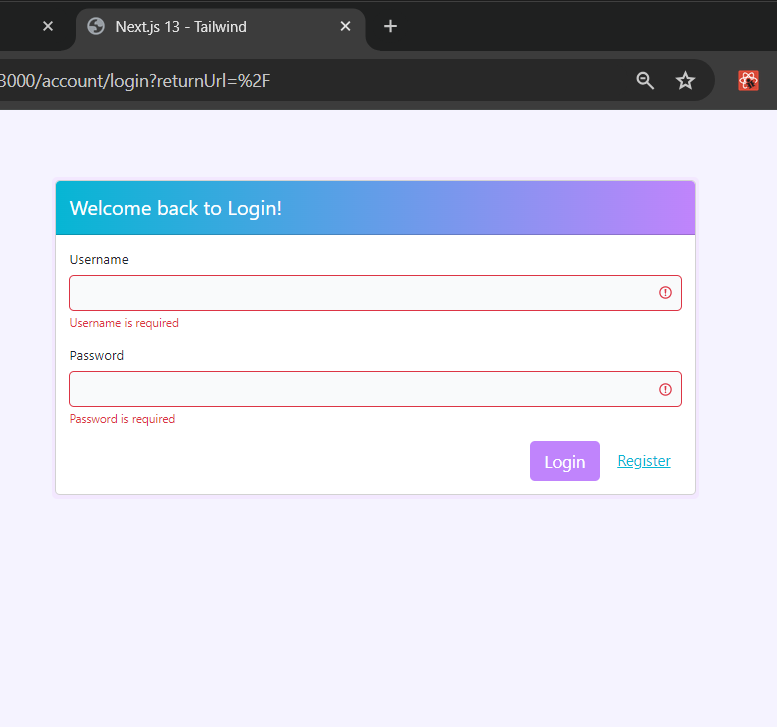 Next.js 13 - Tailwind
3000/account/login?returnUrl=%2F
Welcome back to Login!
Username
Username is required
Password
Password is required
Login
Register